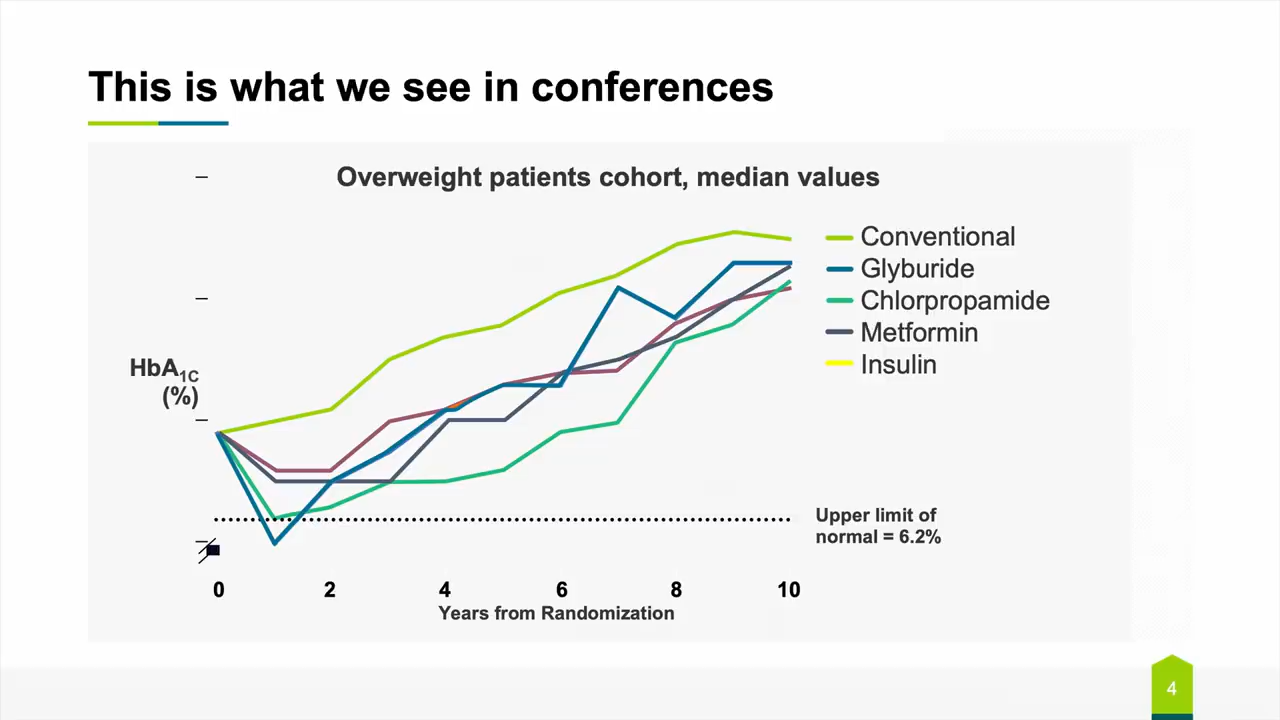 This is what we see in conferences
Overweight patients cohort, median values
Conventional
Glyburide
Chlorpropamide
Metformin
Insulin
HbA1C
(%)
Upper limit of
normal = 6.2%
0 2 4 6 8 10
Years from Randomization
4